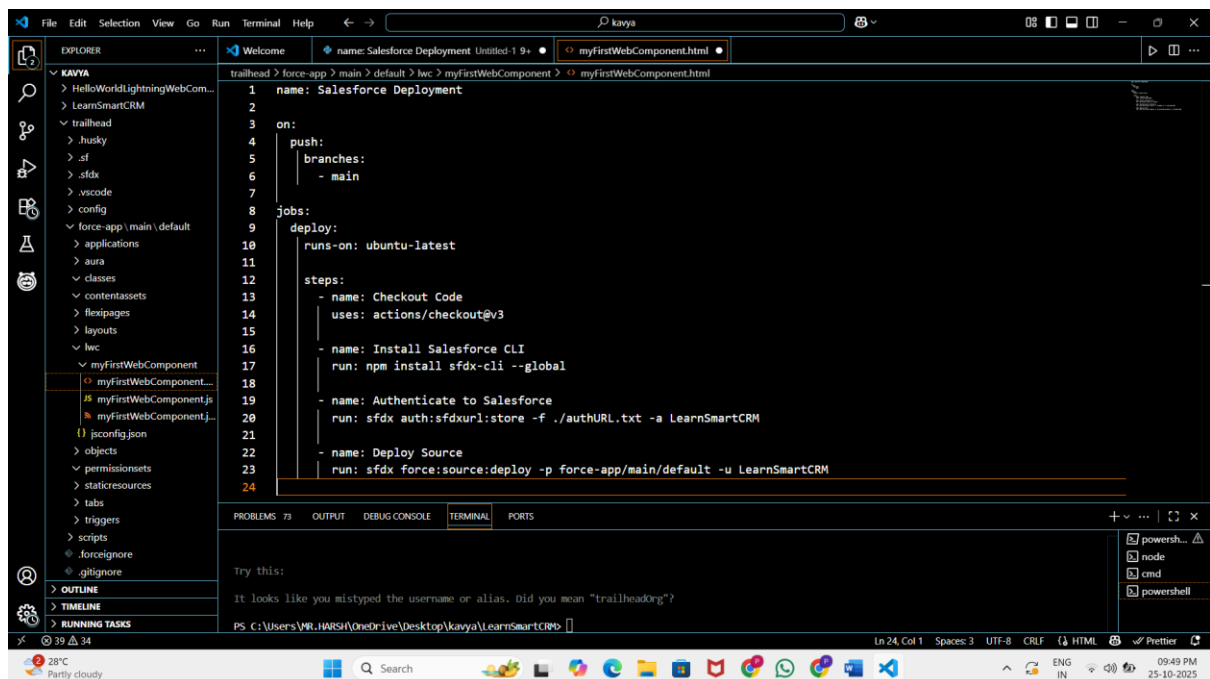 File Edit Selection View Go Run Terminal Help
kavya
EXPLORER
Welcome
name: Salesforce Deployment Untitled-1 9+
myFirstWebComponent.html
KAVYA
HelloWorldLightningWebCom...
LearnSmartCRM
trailhead
.husky
.sf
.sfdx
.vscode
config
force-app\main\default
applications
aura
classes
contentassets
flexipages
layouts
lwc
myFirstWebComponent
myFirstWebComponent....
myFirstWebComponent.js
myFirstWebComponent.j...
jsconfig.json
objects
permissionsets
staticresources
tabs
triggers
scripts
.forceignore
.gitignore
OUTLINE
TIMELINE
RUNNING TASKS
trailhead > force-app > main > default > lwc > myFirstWebComponent > myFirstWebComponent.html
1 name: Salesforce Deployment
2
3 on:
4 push:
5 branches:
6 - main
7
8 jobs:
9 deploy:
10 runs-on: ubuntu-latest
11
12 steps:
13 - name: Checkout Code
14 uses: actions/checkout@v3
15
16 - name: Install Salesforce CLI
17 run: npm install sfdx-cli --global
18
19 - name: Authenticate to Salesforce
20 run: sfdx auth:sfdxurl:store -f ./authURL.txt -a LearnSmartCRM
21
22 - name: Deploy Source
23 run: sfdx force:source:deploy -p force-app/main/default -u LearnSmartCRM
24
PROBLEMS 73 OUTPUT DEBUG CONSOLE TERMINAL PORTS
Try this:
It looks like you mistyped the username or alias. Did you mean "trailheadOrg"?
PS C:\Users\MR.HARSH\OneDrive\Desktop\kavya\LearnSmartCRM>
powersh...
node
cmd
powershell
39 34
Ln 24, Col 1 Spaces: 3 UTF-8 CRLF {} HTML Prettier
2
28°C
Partly cloudy
Search
ENG
IN
09:49 PM
25-10-2025